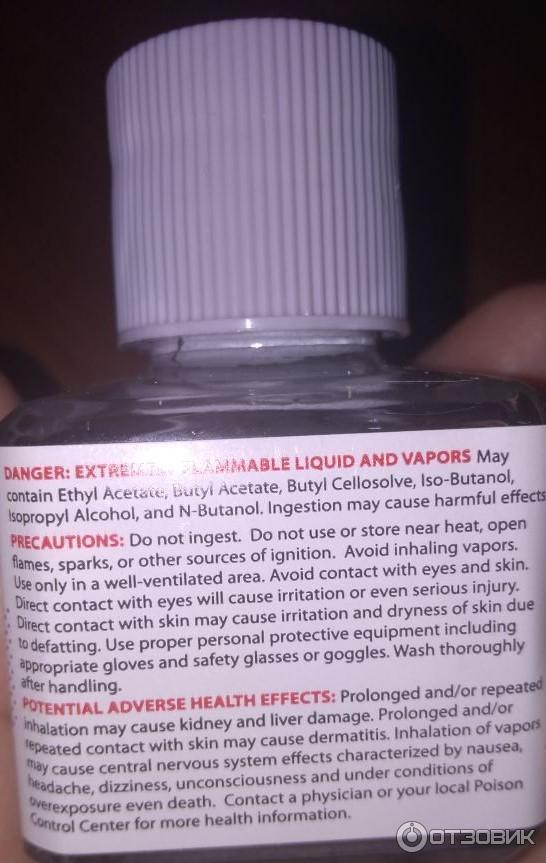 DANGER: EXTREMELY FLAMMABLE LIQUID AND VAPORS May
contain Ethyl Acetate, Butyl Acetate, Butyl Cellosolve, Iso-Butanol,
Isopropyl Alcohol, and N-Butanol. Ingestion may cause harmful effects
PRECAUTIONS: Do not ingest. Do not use or store near heat, open
flames, sparks, or other sources of ignition. Avoid inhaling vapors.
Use only in a well-ventilated area. Avoid contact with eyes and skin.
Direct contact with eyes will cause irritation or even serious injury.
Direct contact with skin may cause irritation and dryness of skin due
to defatting. Use proper personal protective equipment including
appropriate gloves and safety glasses or goggles. Wash thoroughly
after handling.
POTENTIAL ADVERSE HEALTH EFFECTS: Prolonged and/or repeated
inhalation may cause kidney and liver damage. Prolonged and/or
repeated contact with skin may cause dermatitis. Inhalation of vapors
may cause central nervous system effects characterized by nausea,
headache, dizziness, unconsciousness and under conditions of
overexposure even death. Contact a physician or your local Poison
Control Center for more health information.
ОТЗОВИК